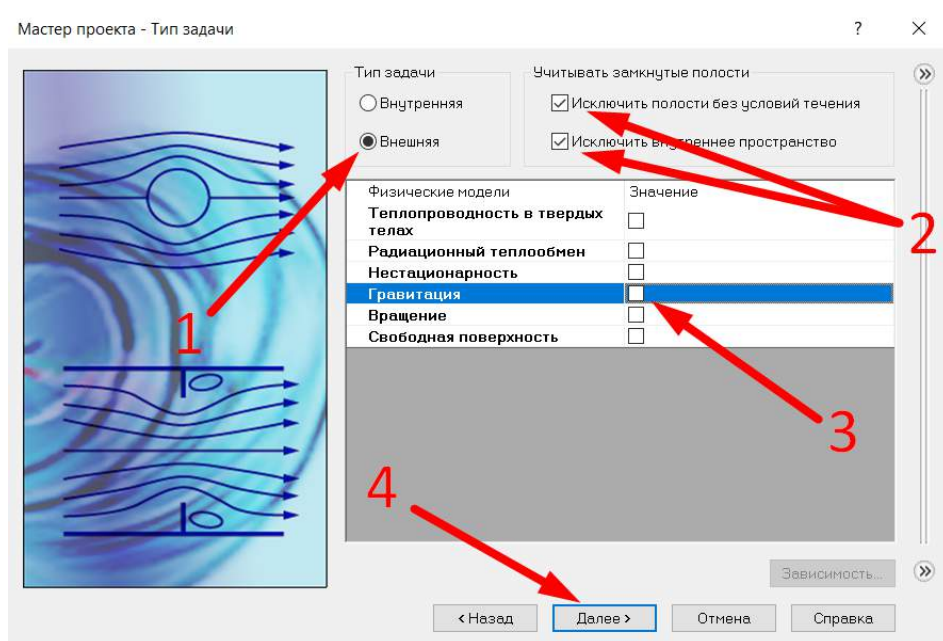 Мастер проекта - Тип задачи
?
Тип задачи
Учитывать замкнутые полости
Внутренняя
Исключить полости без условий течения
Внешняя
Исключить внутреннее пространство
Физические модели
Значение
Теплопроводность в твердых
телах
Радиационный теплообмен
Нестационарность
Гравитация
Вращение
Свободная поверхность
1
2
3
4
Зависимость...
< Назад
Далее >
Отмена
Справка